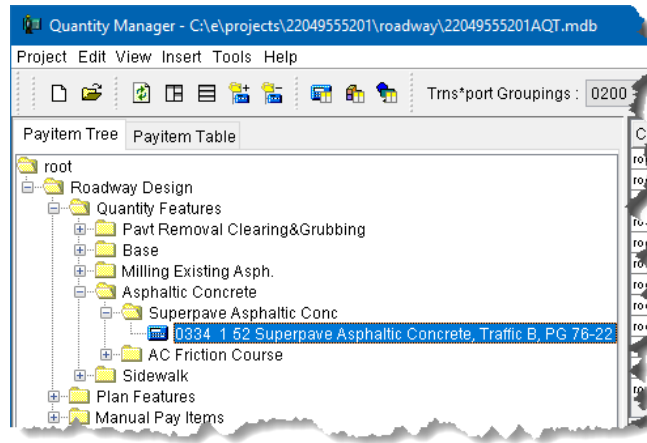 Quantity Manager - C:\e\projects\22049555201\roadway\22049555201AQT.mdb
Project Edit View Insert Tools Help
Trns*port Groupings : 0200
Payitem Tree Payitem Table
root
Roadway Design
Quantity Features
Pavt Removal Clearing&Grubbing
Base
Milling Existing Asph.
Asphaltic Concrete
Superpave Asphaltic Conc
0334 1 52 Superpave Asphaltic Concrete, Traffic B, PG 76-22
AC Friction Course
Sidewalk
Plan Features
Manual Pay Items